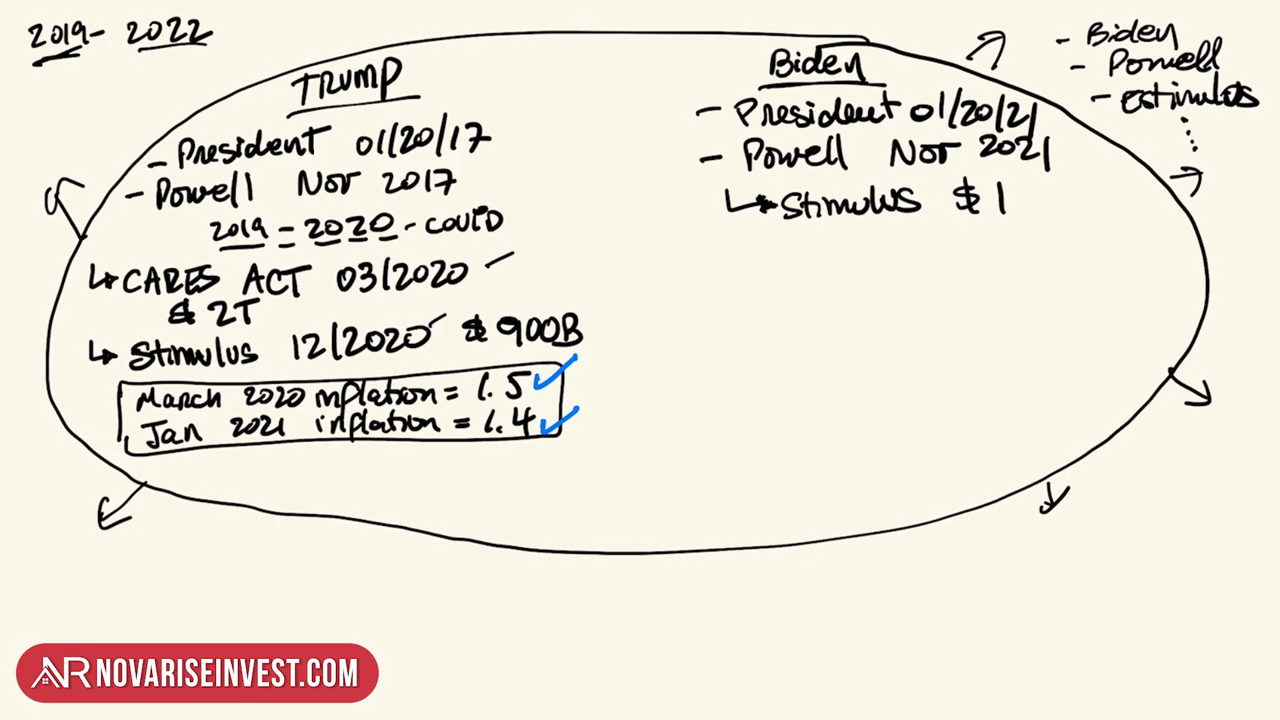 2019- 2022
TRUMP
- President 01/20/17
- Powell Nov 2017
2019 - 2020 - COVID
↳ CARES ACT 03/2020
$ 2T
↳ Stimulus 12/2020 $ 900B
March 2020 inflation = 1.5
Jan 2021 inflation = 1.4
Biden
- President 01/20/21
- Powell Nov 2021
↳ Stimulus $ 1
- Biden
- Powell
- estimulus
NR NOVARISEINVEST.COM